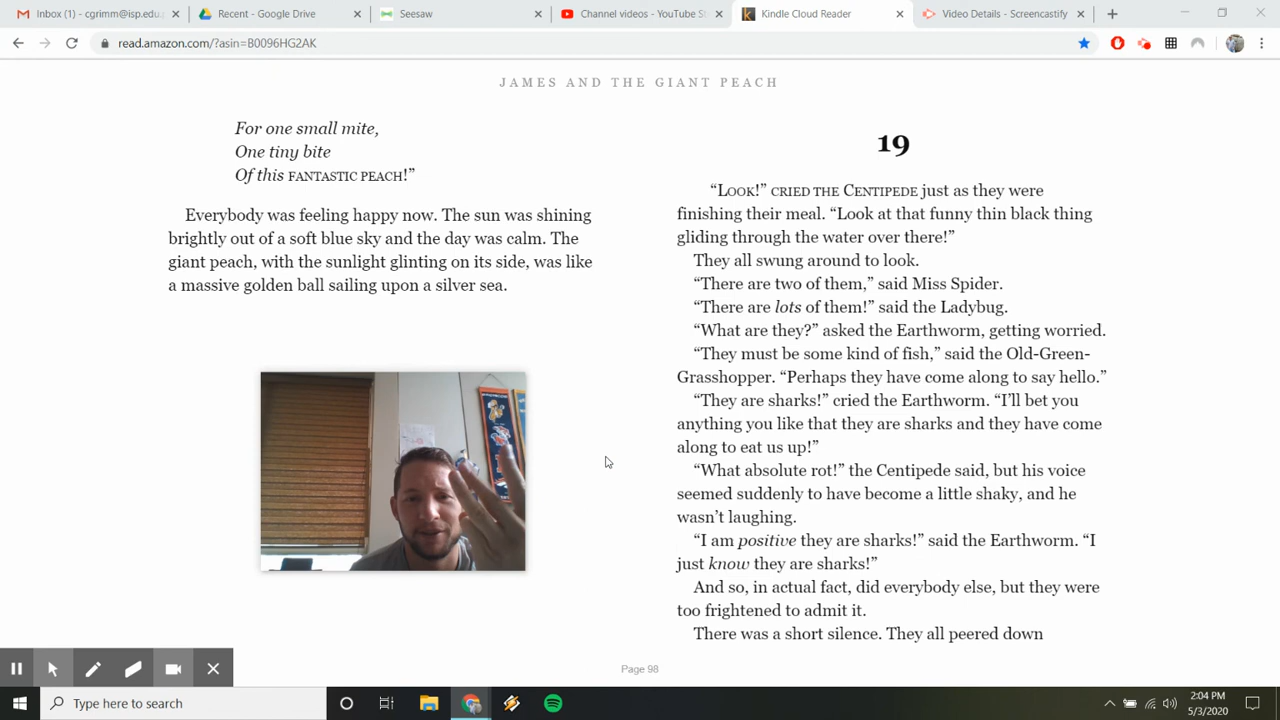 Inbox (1) - cgrimm@isp.edu.
Recent - Google Drive
Seesaw
Channel videos - YouTube St
Kindle Cloud Reader
Video Details - Screencastify
read.amazon.com/?asin=B0096HG2AK
JAMES AND THE GIANT PEACH
For one small mite,
One tiny bite
Of this FANTASTIC PEACH!”
Everybody was feeling happy now. The sun was shining
brightly out of a soft blue sky and the day was calm. The
giant peach, with the sunlight glinting on its side, was like
a massive golden ball sailing upon a silver sea.
19
“LOOK!” CRIED THE CENTIPEDE just as they were
finishing their meal. “Look at that funny thin black thing
gliding through the water over there!”
They all swung around to look.
“There are two of them,” said Miss Spider.
“There are lots of them!” said the Ladybug.
“What are they?” asked the Earthworm, getting worried.
“They must be some kind of fish,” said the Old-Green-
Grasshopper. “Perhaps they have come along to say hello.”
“They are sharks!” cried the Earthworm. “I’ll bet you
anything you like that they are sharks and they have come
along to eat us up!”
“What absolute rot!” the Centipede said, but his voice
seemed suddenly to have become a little shaky, and he
wasn’t laughing.
“I am positive they are sharks!” said the Earthworm. “I
just know they are sharks!”
And so, in actual fact, did everybody else, but they were
too frightened to admit it.
There was a short silence. They all peered down
Page 98
Type here to search
2:04 PM
5/3/2020